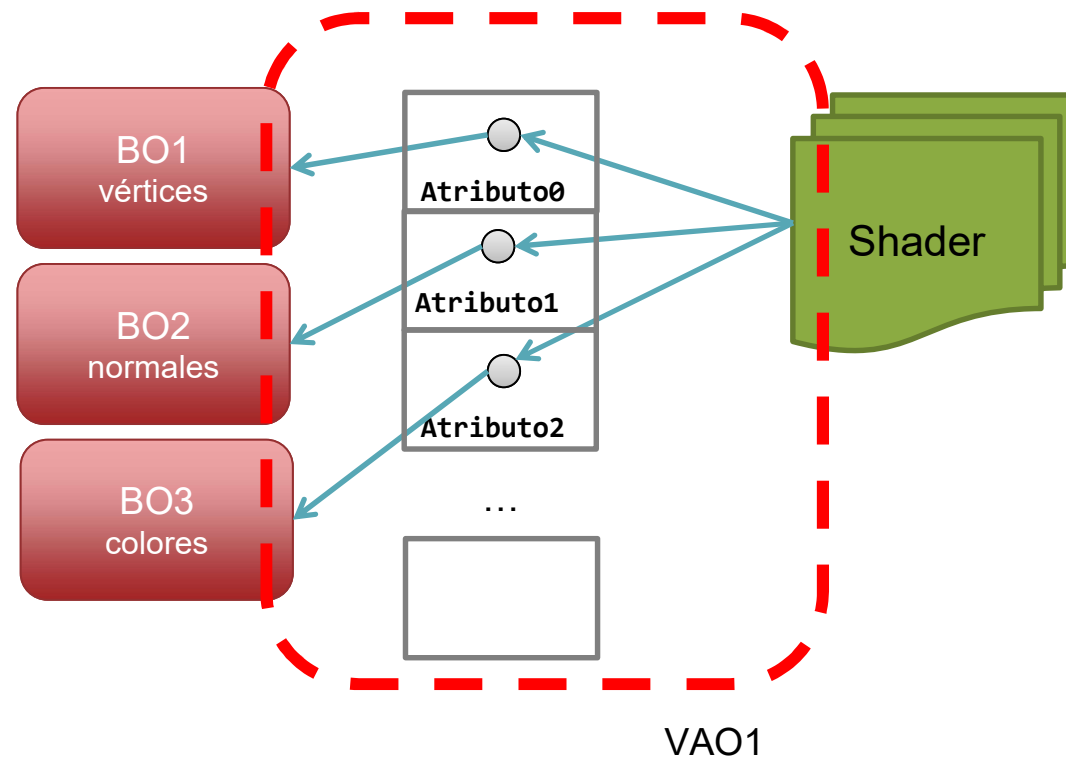 BO1
vértices
BO2
normales
BO3
colores
Atributo0
Atributo1
Atributo2
...
Shader
VAO1